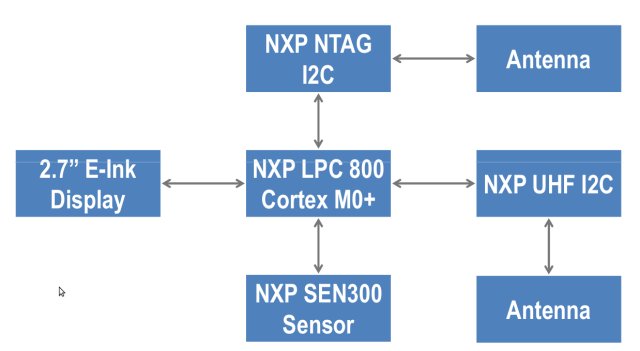 NXP NTAG
I2C
Antenna
2.7” E-Ink
Display
NXP LPC 800
Cortex M0+
NXP UHF I2C
NXP SEN300
Sensor
Antenna